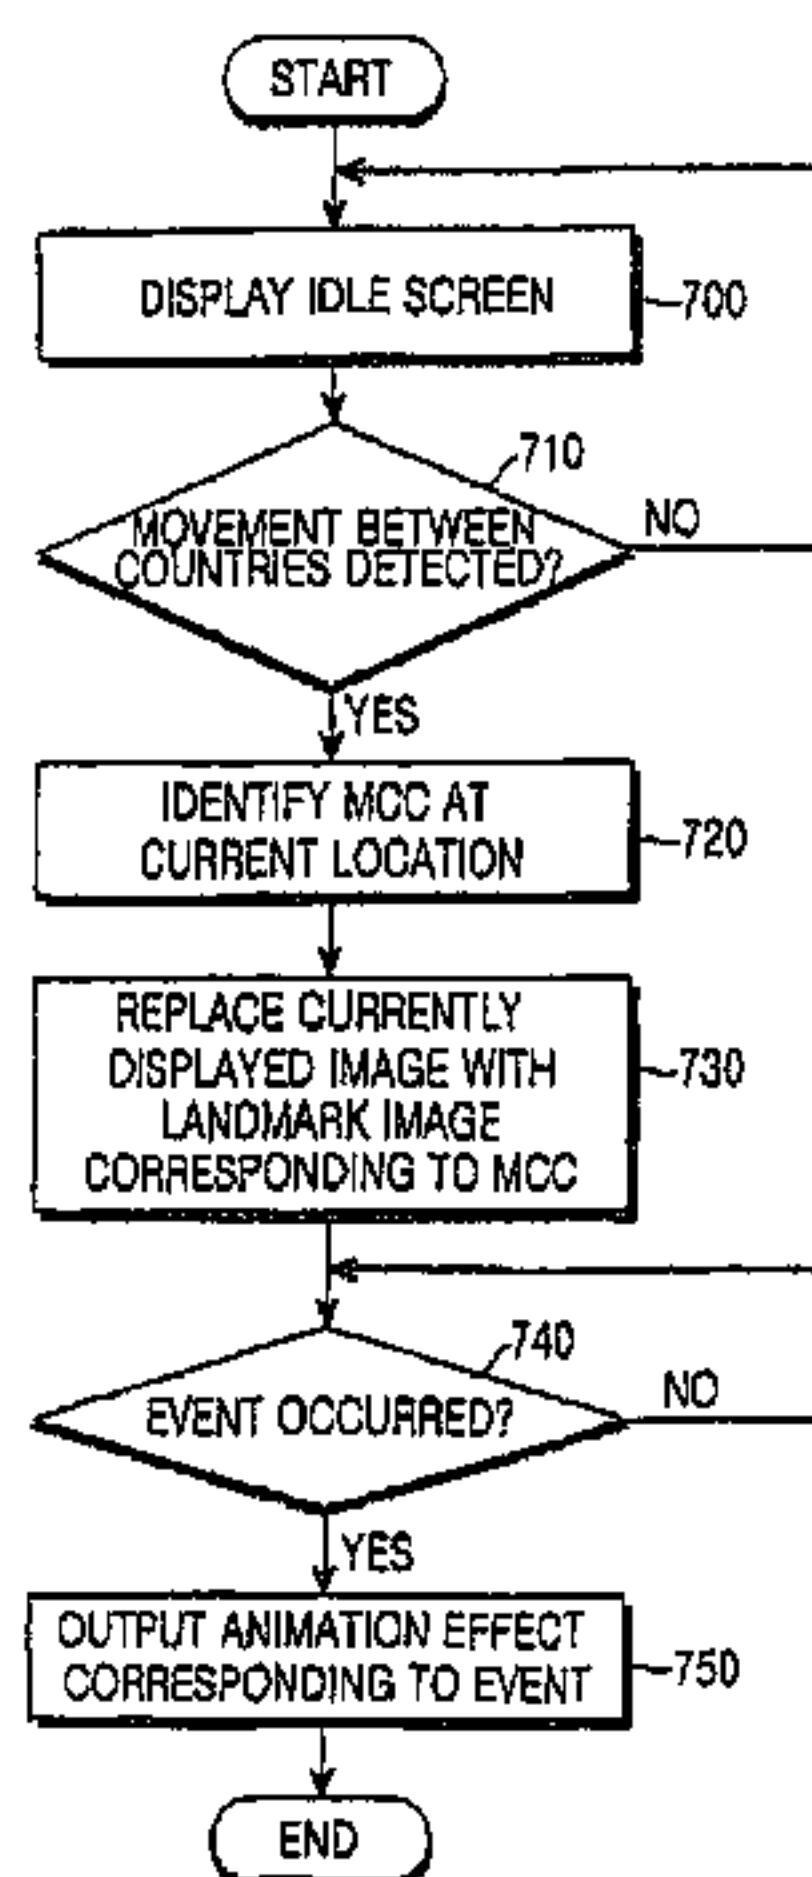 START
DISPLAY IDLE SCREEN
700
710
MOVEMENT BETWEEN
COUNTRIES DETECTED?
NO
YES
IDENTIFY MCC AT
CURRENT LOCATION
720
REPLACE CURRENTLY
DISPLAYED IMAGE WITH
LANDMARK IMAGE
CORRESPONDING TO MCC
730
740
EVENT OCCURRED?
NO
YES
OUTPUT ANIMATION EFFECT
CORRESPONDING TO EVENT
750
END